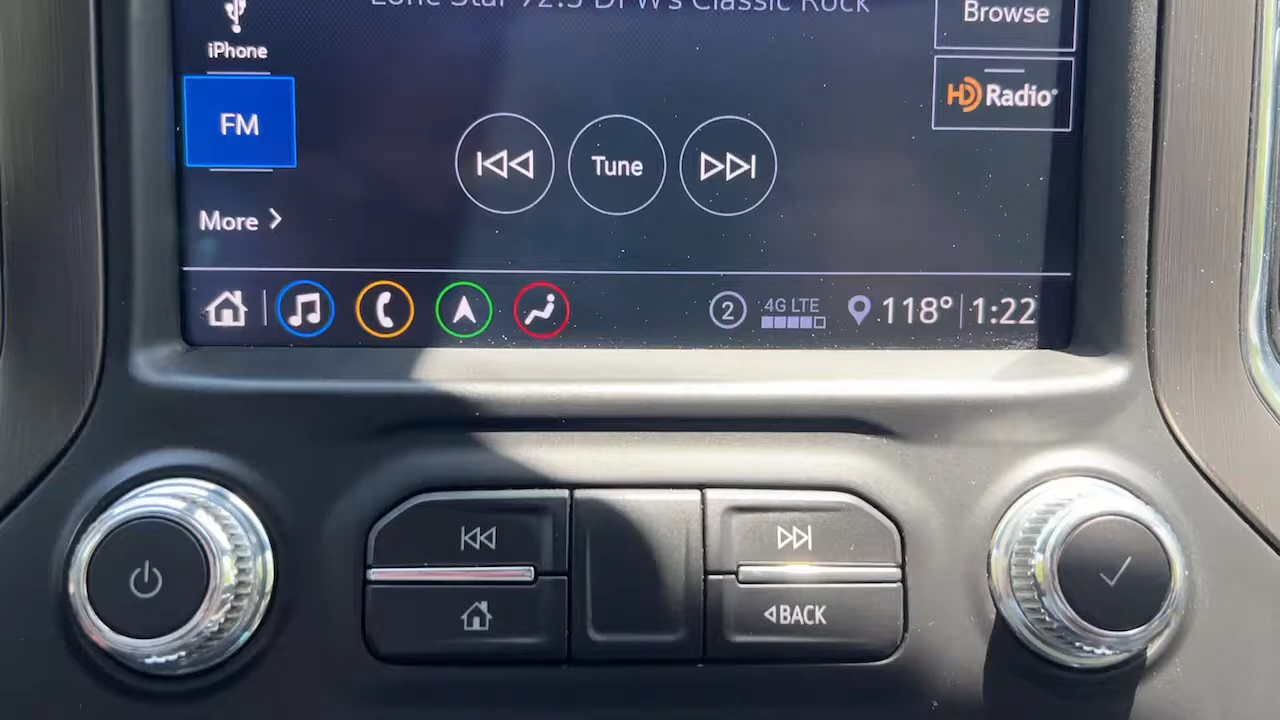 Lone Star 92.5 DFW's Classic Rock
Browse
iPhone
HD Radio®
FM
Tune
More
2
4G LTE
118° 1:22
BACK